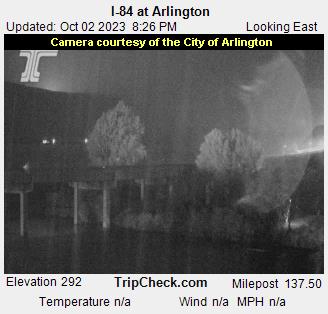 I-84 at Arlington
Updated: Oct 02 2023 8:26 PM Looking East
Camera courtesy of the City of Arlington
Elevation 292 TripCheck.com Milepost 137.50
Temperature n/a Wind n/a MPH n/a